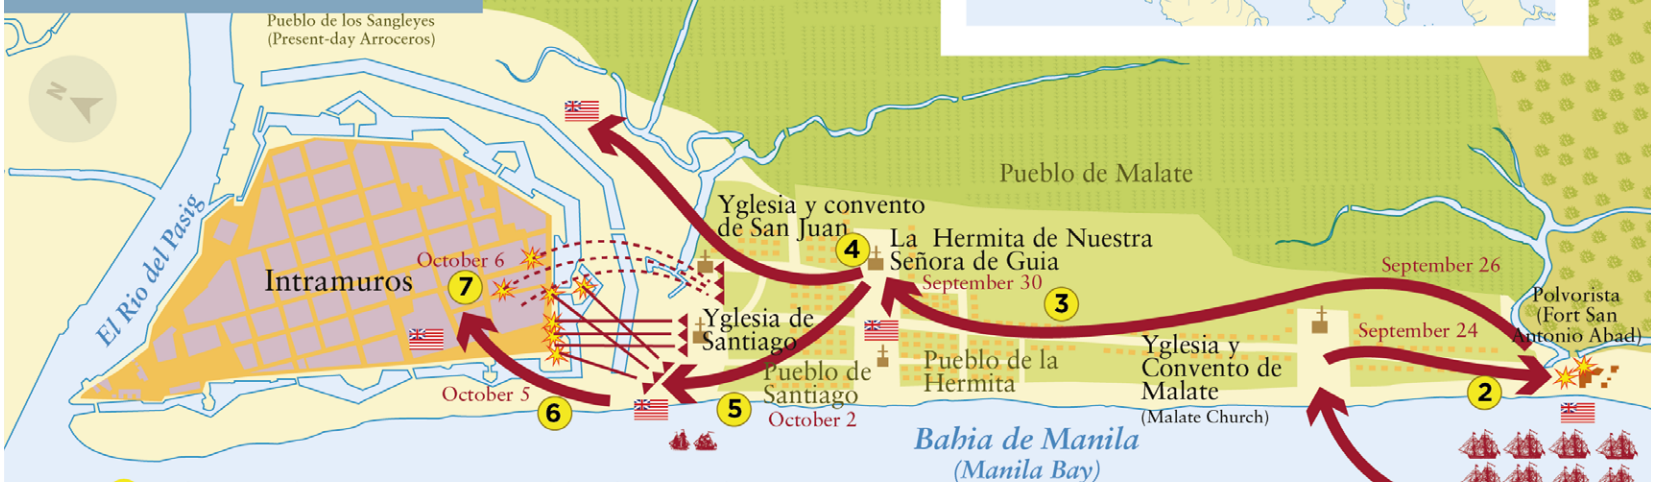 Pueblo de los Sangleyes
(Present-day Arroceros)
N
El Rio del Pasig
Intramuros
October 6
7
October 5
6
Yglesia y convento
de San Juan
4
La Hermita de Nuestra
Señora de Guia
September 30
3
Pueblo de Malate
Yglesia de
Santiago
Pueblo de
Santiago
October 2
5
Pueblo de la
Hermita
Yglesia y
Convento de
Malate
(Malate Church)
September 26
September 24
2
Polvorista
(Fort San
Antonio Abad)
Bahia de Manila
(Manila Bay)